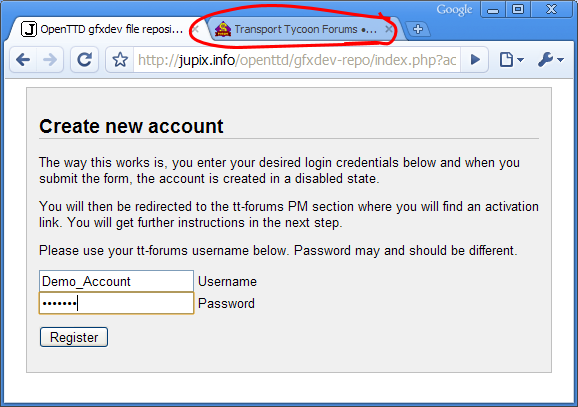 Google
OpenTTD gfxdev file reposi...
Transport Tycoon Forums •...
http://jupix.info/openttd/gfxdev-repo/index.php?ac
Create new account
The way this works is, you enter your desired login credentials below and when you
submit the form, the account is created in a disabled state.
You will then be redirected to the tt-forums PM section where you will find an activation
link. You will get further instructions in the next step.
Please use your tt-forums username below. Password may and should be different.
Demo_Account Username
••••••• Password
Register